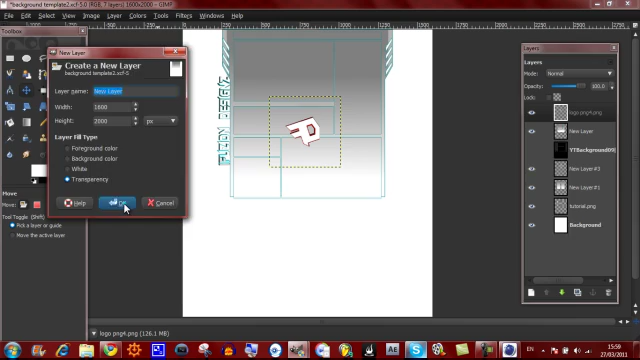 *background template2.xcf-5.0 (RGB, 7 layers) 1600x2000 – GIMP
File Edit Select View Image Layer Colors Tools Filters Windows Help
Toolbox
New Layer
Create a New Layer
background template2.xcf-5
Layer name: New Layer
Width: 1600
Height: 2000 px
Layer Fill Type
Foreground color
Background color
White
Transparency
Help OK Cancel
Move
Move:
Tool Toggle (Shift)
Pick a layer or guide
Move the active layer
FUZION DESIGNZ
Layers
Layers
Mode: Normal
Opacity: 100.0
Lock:
logo png4.png
New Layer
YTBackground09
New Layer #3
New Layer #1
tutorial.png
Background
px 100% logo png4.png (126.1 MB)
EN 15:59
27/03/2011